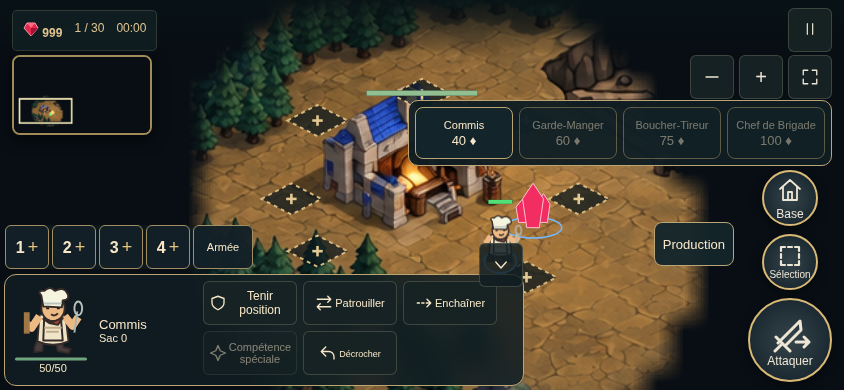 999
1 / 30
00:00
Commis
40 ♦
Garde-Manger
60 ♦
Boucher-Tireur
75 ♦
Chef de Brigade
100 ♦
Base
1 +
2 +
3 +
4 +
Armée
Production
Sélection
Commis
Sac 0
50/50
Tenir
position
Patrouiller
Enchaîner
Compétence
spéciale
Décrocher
Attaquer